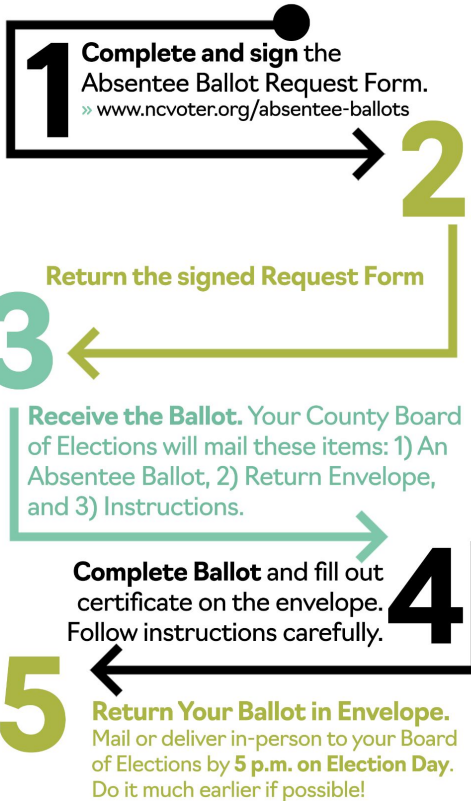 1
Complete and sign the
Absentee Ballot Request Form.
» www.ncvoter.org/absentee-ballots
2
Return the signed Request Form
3
Receive the Ballot. Your County Board
of Elections will mail these items: 1) An
Absentee Ballot, 2) Return Envelope,
and 3) Instructions.
4
Complete Ballot and fill out
certificate on the envelope.
Follow instructions carefully.
5
Return Your Ballot in Envelope.
Mail or deliver in-person to your Board
of Elections by 5 p.m. on Election Day.
Do it much earlier if possible!